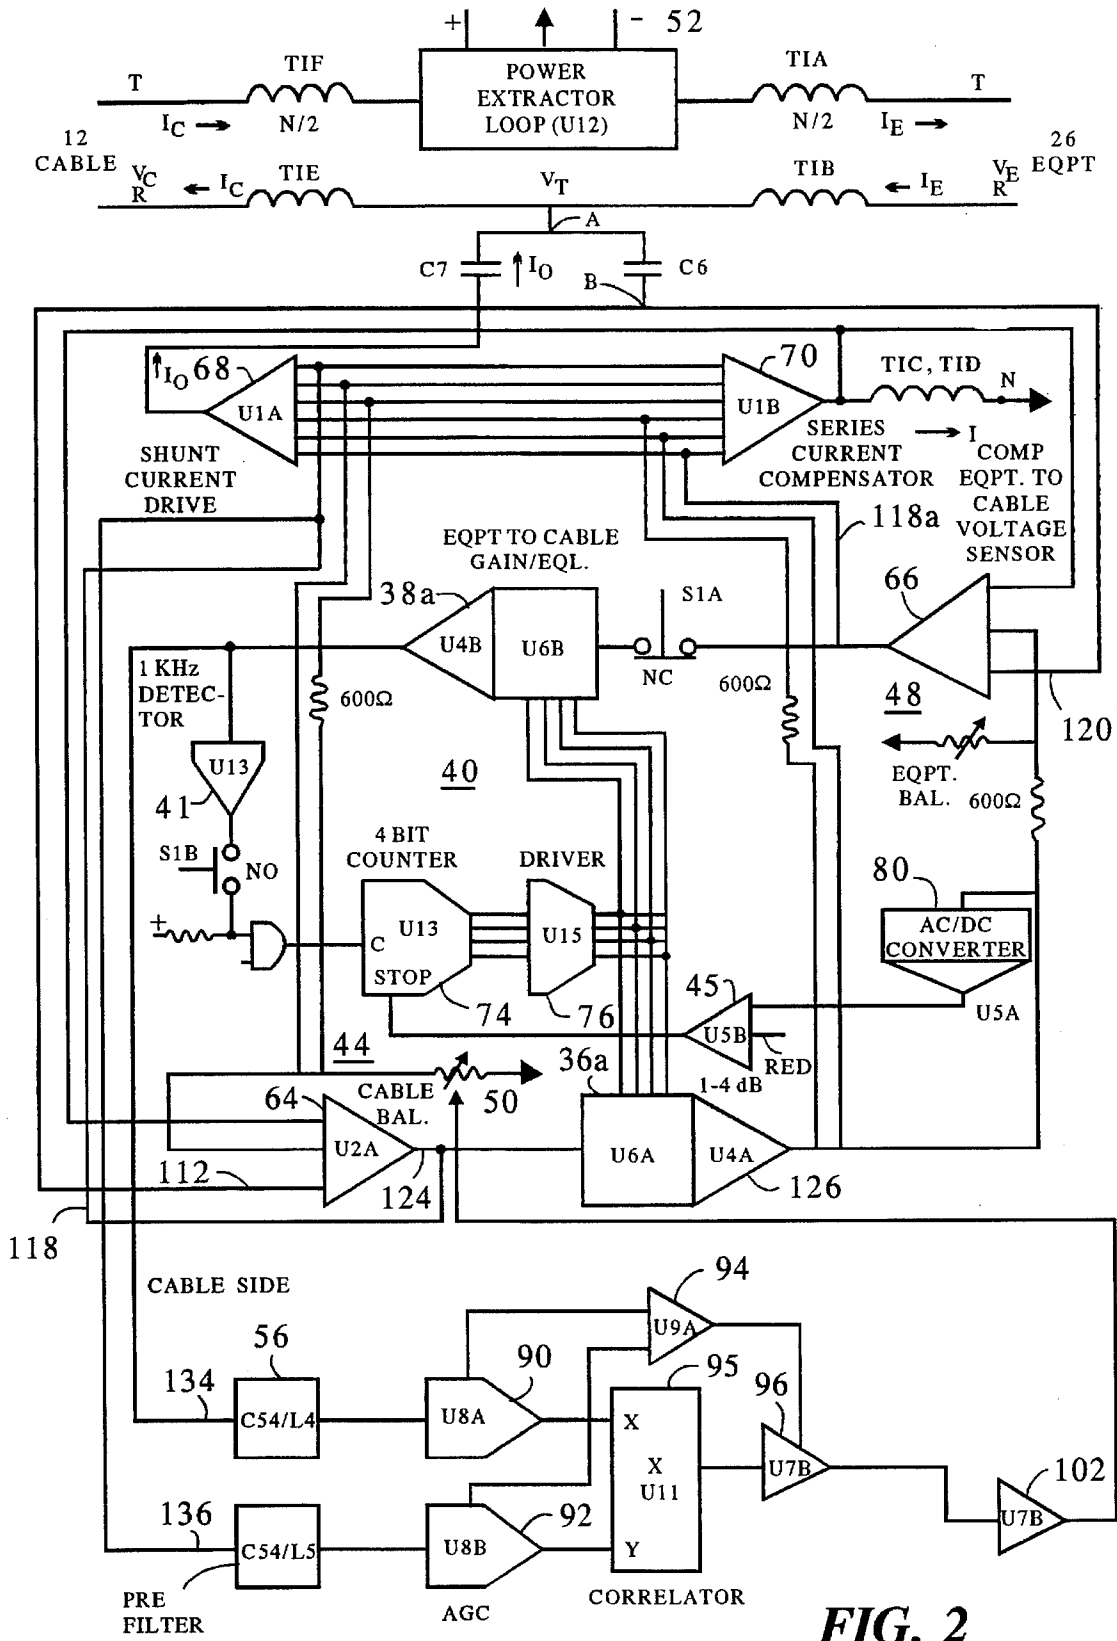 + - 52
TIF
POWER
EXTRACTOR
LOOP (U12)
TIA
T
T
N/2
N/2
IC
IE
12
CABLE
26
EQPT
VC
R
IC
TIE
VT
TIB
IE
VE
R
A
C7
IO
C6
B
IO
68
70
TIC, TID
N
U1A
U1B
I
SHUNT
CURRENT
DRIVE
SERIES
CURRENT
COMPENSATOR
COMP
EQPT. TO
CABLE
VOLTAGE
SENSOR
118a
EQPT TO CABLE
GAIN/EQL.
38a
S1A
66
U4B
U6B
NC
1 KHz
DETEC-
TOR
600Ω
600Ω
48
120
U13
41
40
EQPT.
BAL.
600Ω
S1B
NO
4 BIT
COUNTER
DRIVER
80
+
U13
C
STOP
U15
AC/DC
CONVERTER
74
76
45
U5B
U5A
RED
44
36a
1-4 dB
64
CABLE
BAL.
50
U2A
U6A
U4A
112
124
126
118
CABLE SIDE
94
U9A
56
90
95
134
C54/L4
U8A
X
96
X
U11
U7B
102
136
92
U7B
C54/L5
U8B
Y
PRE
FILTER
AGC
CORRELATOR
FIG. 2